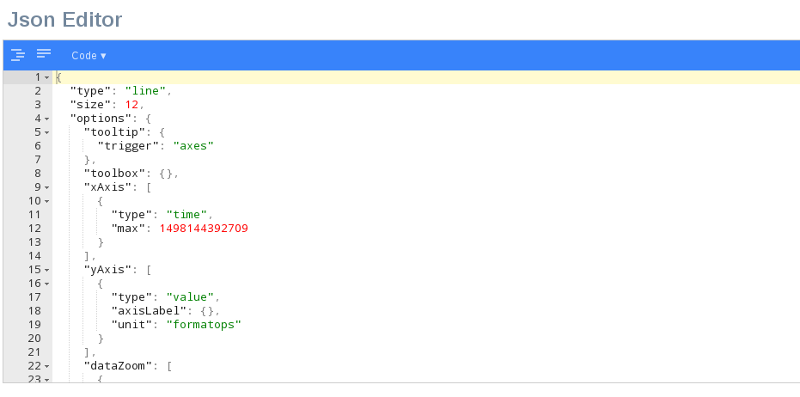 Json Editor
Code ▾
1 {
2 "type": "line",
3 "size": 12,
4 "options": {
5 "tooltip": {
6 "trigger": "axes"
7 },
8 "toolbox": {},
9 "xAxis": [
10 {
11 "type": "time",
12 "max": 1498144392709
13 }
14 ],
15 "yAxis": [
16 {
17 "type": "value",
18 "axisLabel": {},
19 "unit": "formatops"
20 }
21 ],
22 "dataZoom": [
23 {